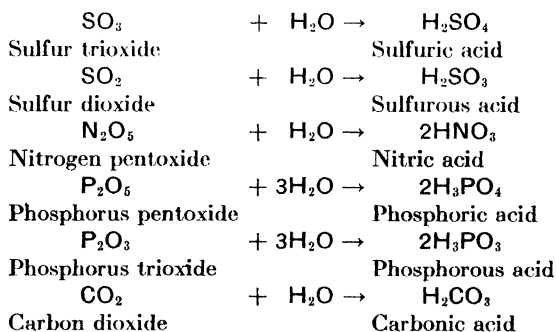 SO₃ + H₂O → H₂SO₄
Sulfur trioxide Sulfuric acid
SO₂ + H₂O → H₂SO₃
Sulfur dioxide Sulfurous acid
N₂O₅ + H₂O → 2HNO₃
Nitrogen pentoxide Nitric acid
P₂O₅ + 3H₂O → 2H₃PO₄
Phosphorus pentoxide Phosphoric acid
P₂O₃ + 3H₂O → 2H₃PO₃
Phosphorus trioxide Phosphorous acid
CO₂ + H₂O → H₂CO₃
Carbon dioxide Carbonic acid